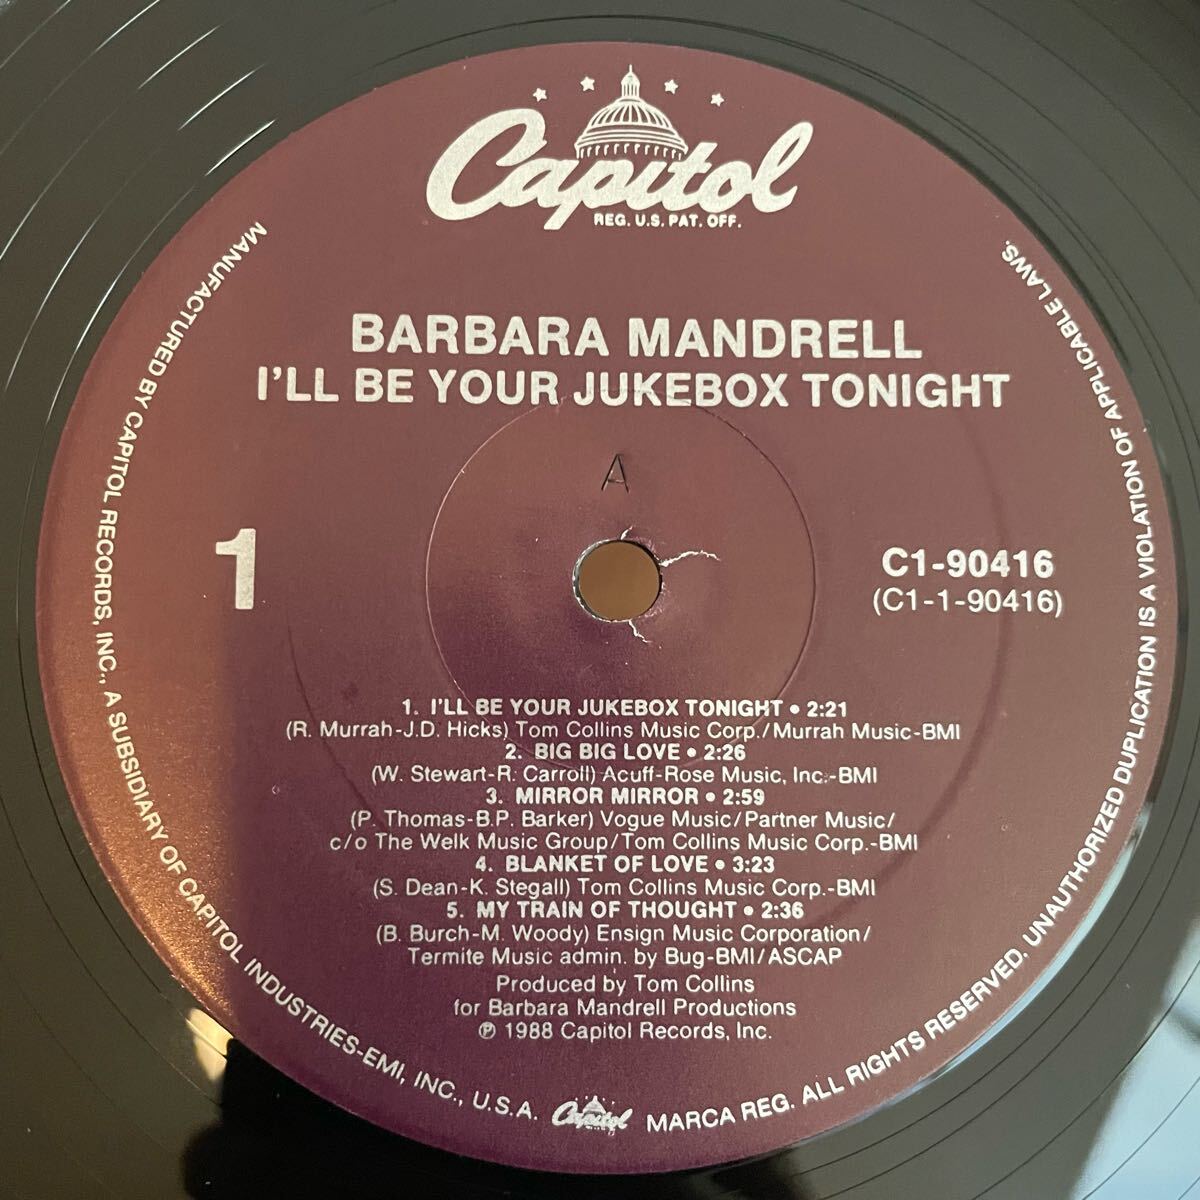 Capitol
REG. U.S. PAT. OFF.
BARBARA MANDRELL
I'LL BE YOUR JUKEBOX TONIGHT
A
1
C1-90416
(C1-1-90416)
1. I'LL BE YOUR JUKEBOX TONIGHT • 2:21
(R. Murrah-J.D. Hicks) Tom Collins Music Corp./Murrah Music-BMI
2. BIG BIG LOVE • 2:26
(W. Stewart-R. Carroll) Acuff-Rose Music, Inc.-BMI
3. MIRROR MIRROR • 2:59
(P. Thomas-B.P. Barker) Vogue Music/Partner Music/
c/o The Welk Music Group/Tom Collins Music Corp.-BMI
4. BLANKET OF LOVE • 3:23
(S. Dean-K. Stegall) Tom Collins Music Corp.-BMI
5. MY TRAIN OF THOUGHT • 2:36
(B. Burch-M. Woody) Ensign Music Corporation/
Termite Music admin. by Bug-BMI/ASCAP
Produced by Tom Collins
for Barbara Mandrell Productions
℗ 1988 Capitol Records, Inc.
MANUFACTURED BY CAPITOL RECORDS, INC., A SUBSIDIARY OF CAPITOL INDUSTRIES-EMI, INC., U.S.A. Capitol MARCA REG. ALL RIGHTS RESERVED. UNAUTHORIZED DUPLICATION IS A VIOLATION OF APPLICABLE LAWS.